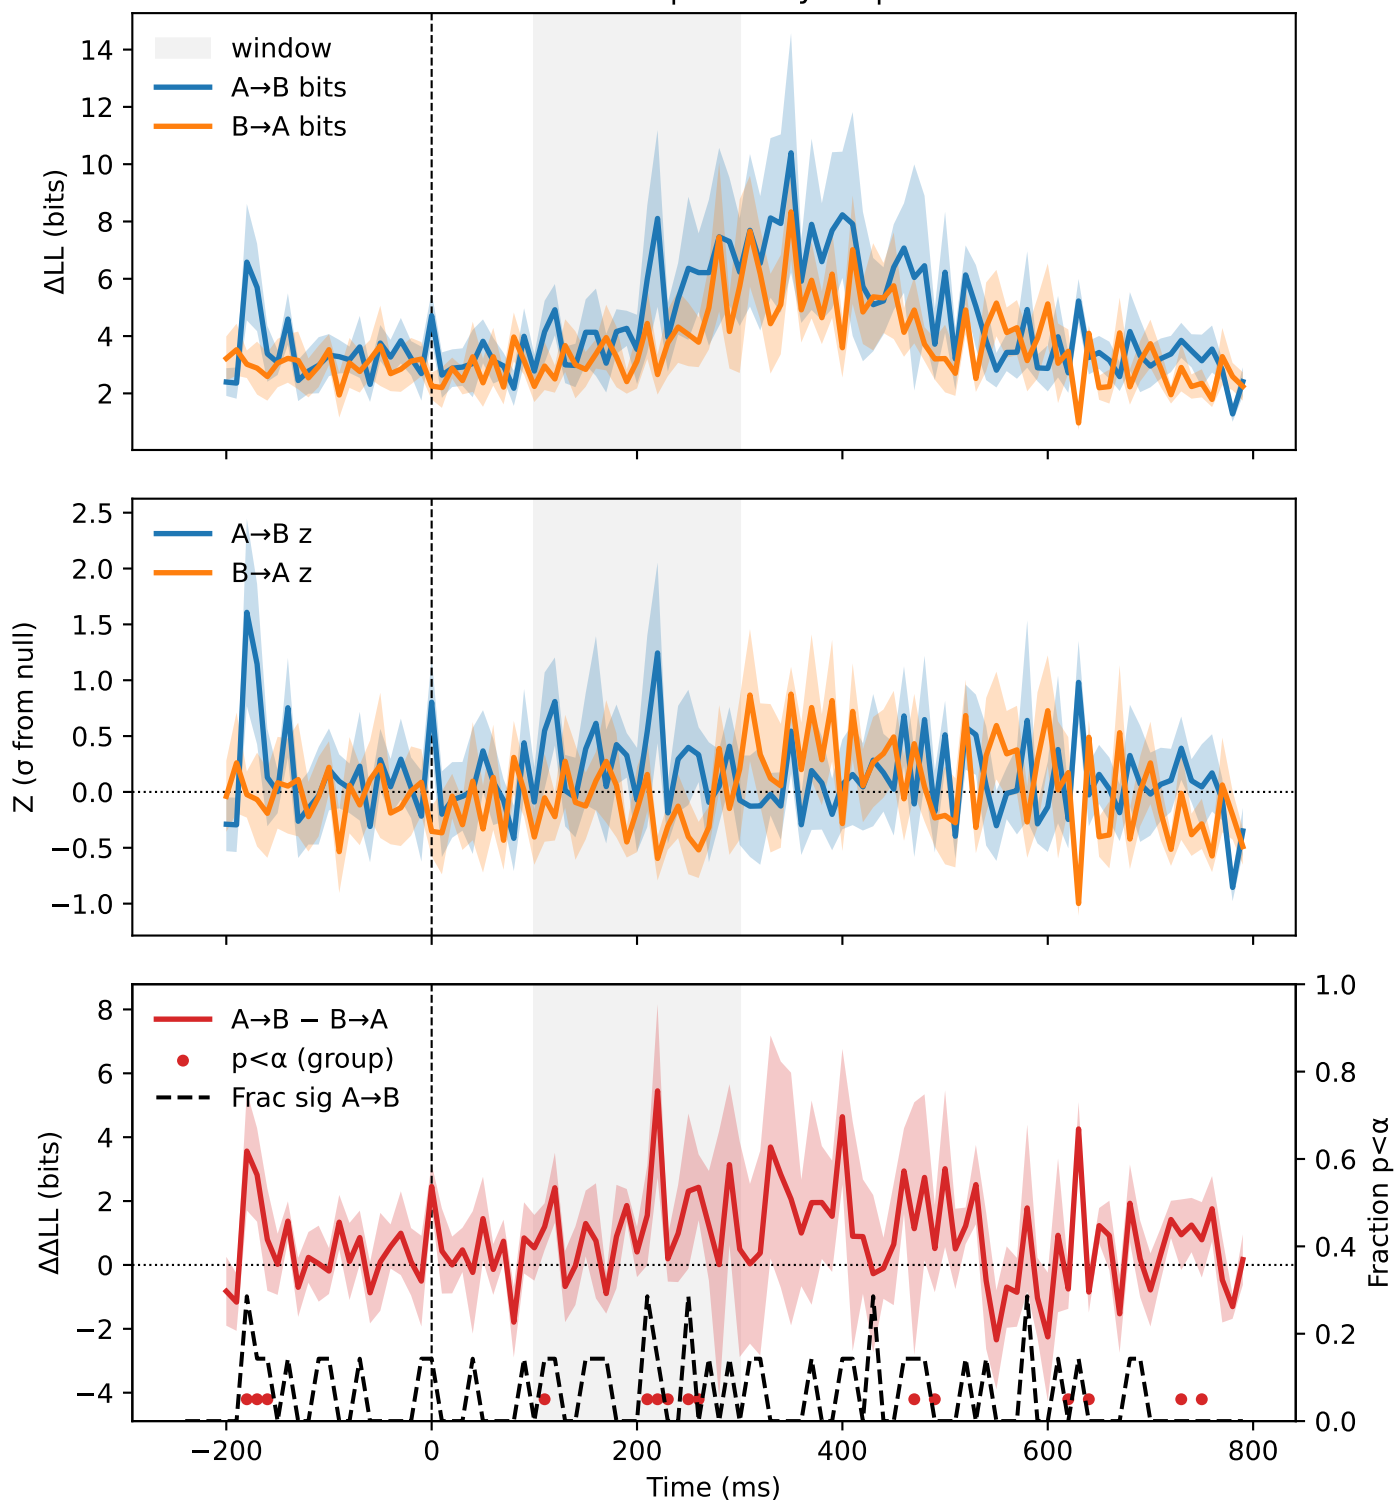 14
12
10
8
6
4
2
ΔLL (bits)
window
A→B bits
B→A bits
2.5
2.0
1.5
1.0
0.5
0.0
−0.5
−1.0
Z (σ from null)
A→B z
B→A z
8
6
4
2
0
−2
−4
ΔΔLL (bits)
A→B − B→A
p<α (group)
Frac sig A→B
1.0
0.8
0.6
0.4
0.2
0.0
Fraction p<α
−200 0 200 400 600 800
Time (ms)